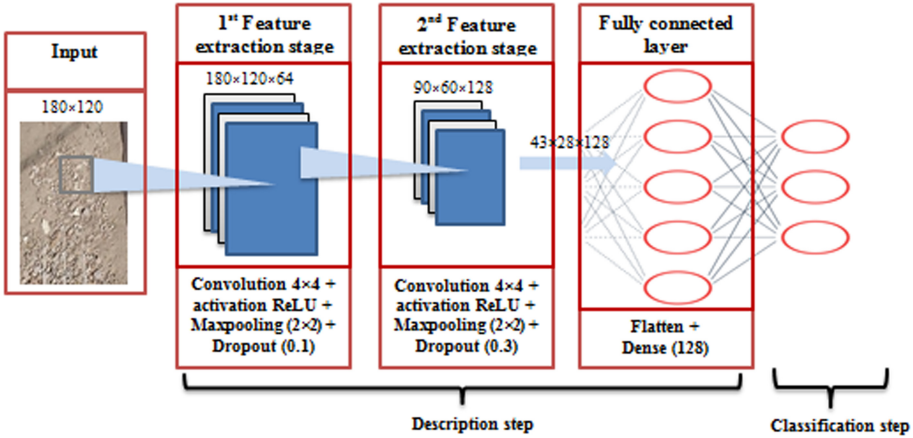 Input
180×120
1st Feature
extraction stage
180×120×64
Convolution 4×4 +
activation ReLU +
Maxpooling (2×2) +
Dropout (0.1)
2nd Feature
extraction stage
90×60×128
Convolution 4×4 +
activation ReLU +
Maxpooling (2×2) +
Dropout (0.3)
43×28×128
Fully connected
layer
Flatten +
Dense (128)
Description step
Classification step